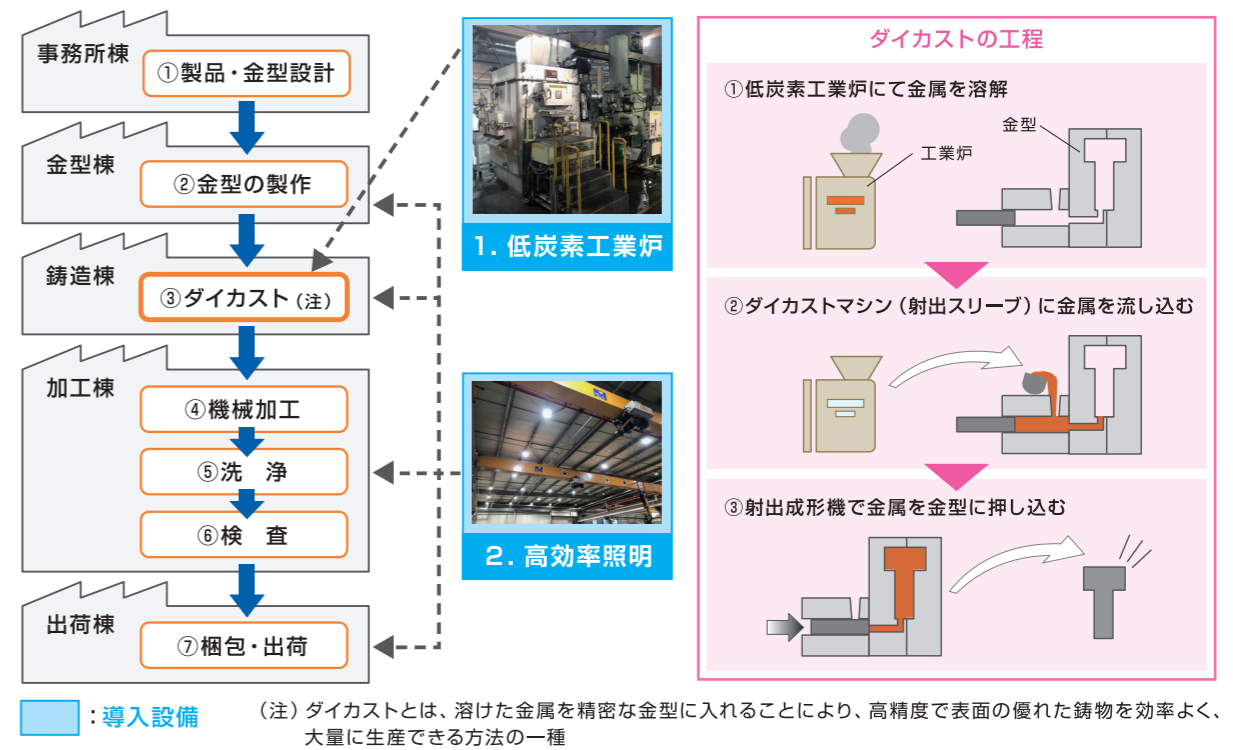 事務所棟
①製品・金型設計
金型棟
②金型の製作
鋳造棟
③ダイカスト（注）
加工棟
④機械加工
⑤洗　浄
⑥検　査
出荷棟
⑦梱包・出荷
1. 低炭素工業炉
2. 高効率照明
ダイカストの工程
①低炭素工業炉にて金属を溶解
工業炉
金型
②ダイカストマシン（射出スリーブ）に金属を流し込む
③射出成形機で金属を金型に押し込む
：導入設備
（注）ダイカストとは、溶けた金属を精密な金型に入れることにより、高精度で表面の優れた鋳物を効率よく、
大量に生産できる方法の一種